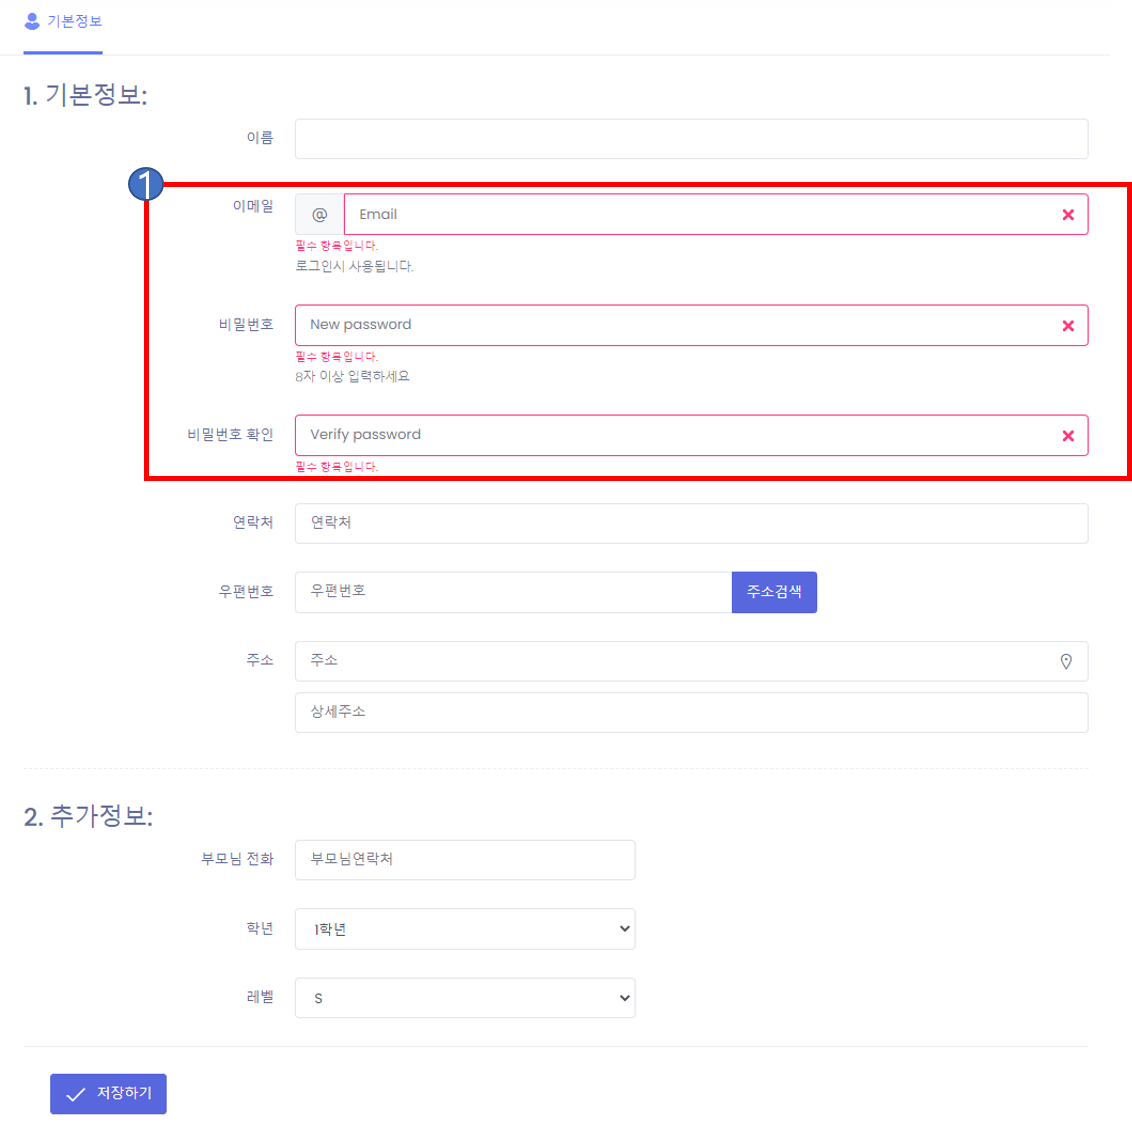 기본정보
1. 기본정보:
이름
1
이메일
@ Email
필수 항목입니다.
로그인시 사용됩니다.
비밀번호
New password
필수 항목입니다.
8자 이상 입력하세요
비밀번호 확인
Verify password
필수 항목입니다.
연락처
연락처
우편번호
우편번호
주소검색
주소
주소
상세주소
2. 추가정보:
부모님 전화
부모님연락처
학년
1학년
레벨
S
저장하기